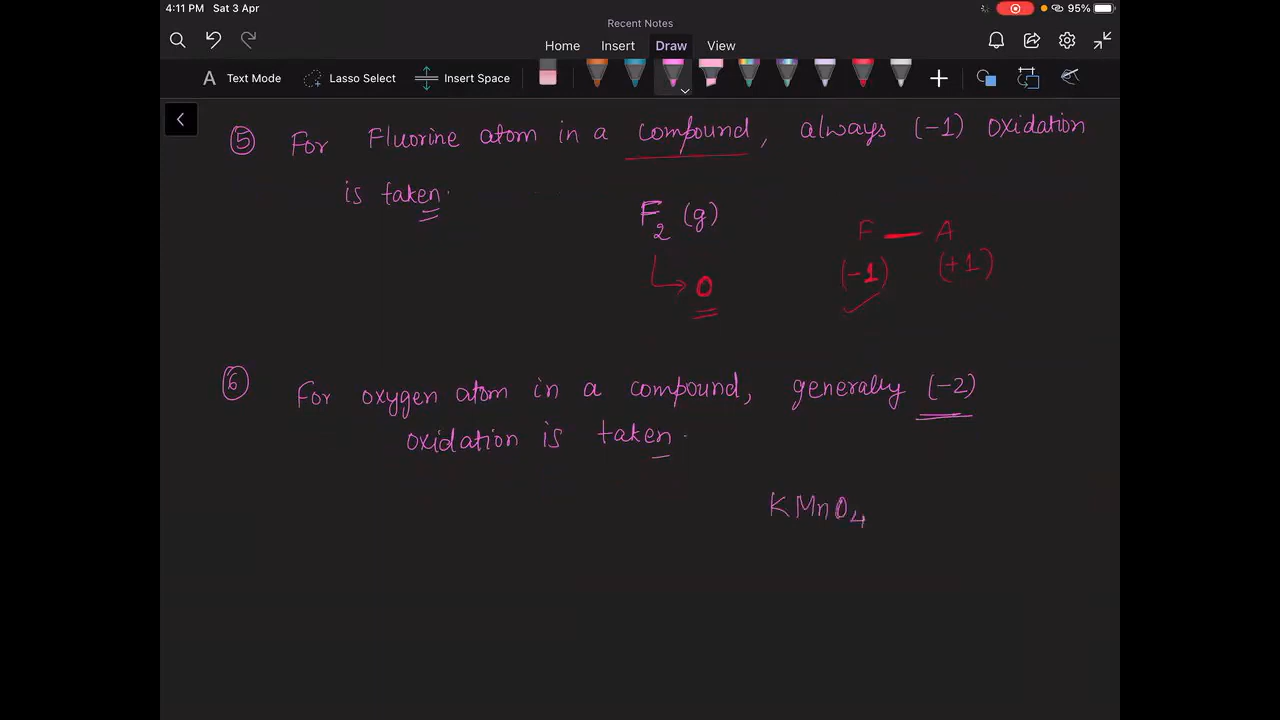 4:11 PM Sat 3 Apr
95%
Recent Notes
Home Insert Draw View
A Text Mode Lasso Select Insert Space
⑤ For Fluorine atom in a compound, always (-1) oxidation
is taken.
F2 (g)
F — A
(-1) (+1)
0
⑥ For oxygen atom in a compound, generally (-2)
oxidation is taken.
KMnO4